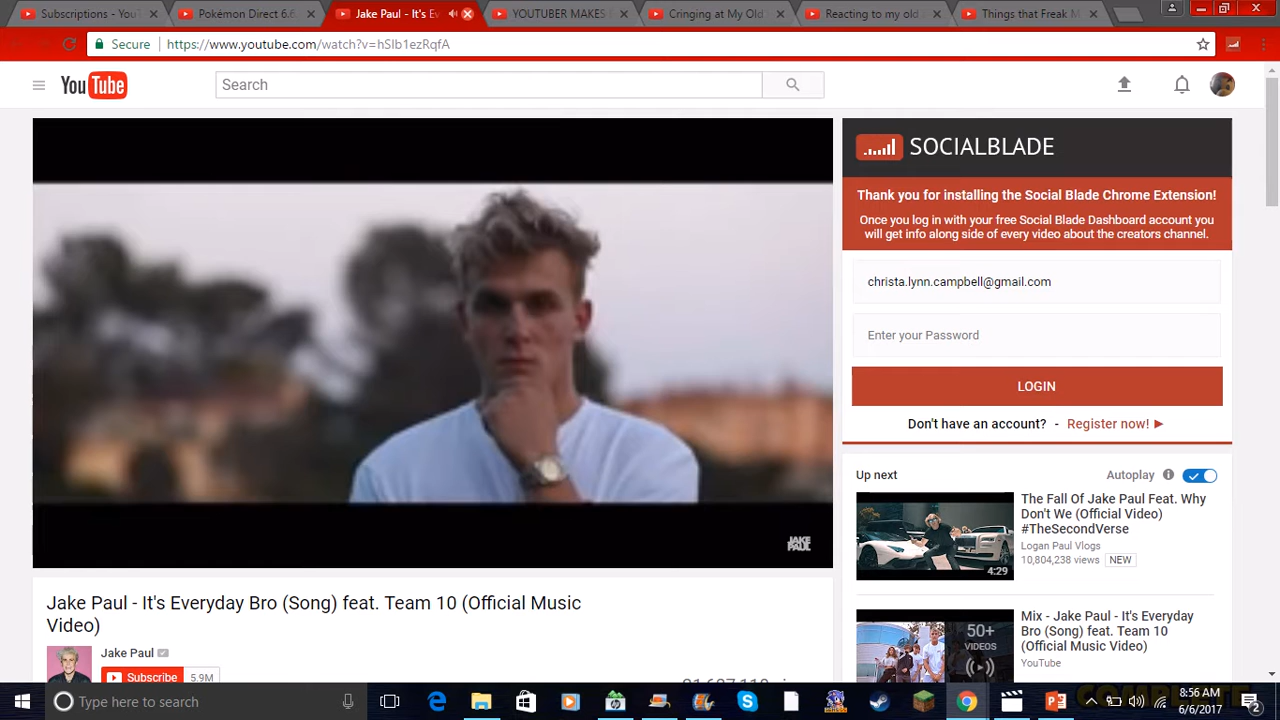 Subscriptions - You
Pokémon Direct 6.6
Jake Paul - It's Ev
YOUTUBER MAKES
Cringing at My Old
Reacting to my old
Things that Freak M
Secure
https://www.youtube.com/watch?v=hSlb1ezRqfA
YouTube
Search
SOCIALBLADE
Thank you for installing the Social Blade Chrome Extension!
Once you log in with your free Social Blade Dashboard account you
will get info along side of every video about the creators channel.
christa.lynn.campbell@gmail.com
Enter your Password
LOGIN
Don't have an account? - Register now! ►
Up next
Autoplay
The Fall Of Jake Paul Feat. Why
Don't We (Official Video)
#TheSecondVerse
Logan Paul Vlogs
10,804,238 views NEW
4:29
JAKE
PAUL
Jake Paul - It's Everyday Bro (Song) feat. Team 10 (Official Music
Video)
Jake Paul
Subscribe 5.9M
Mix - Jake Paul - It's Everyday
Bro (Song) feat. Team 10
(Official Music Video)
YouTube
50+
VIDEOS
Type here to search
8:56 AM
6/6/2017
2